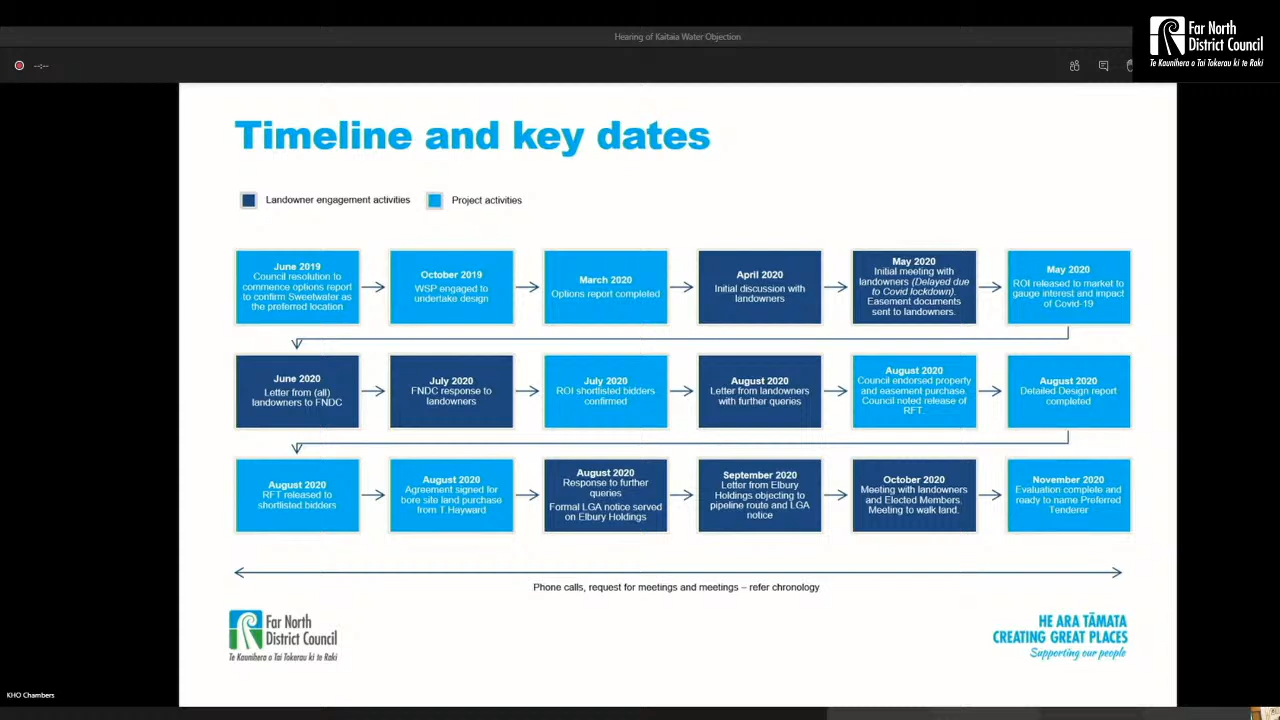 Hearing of Kaitaia Water Objection
Far North
District Council
Te Kaunihera o Tai Tokerau ki te Raki
--:--
Timeline and key dates
Landowner engagement activities
Project activities
June 2019
Council resolution to
commence options report
to confirm Sweetwater as
the preferred location
October 2019
WSP engaged to
undertake design
March 2020
Options report completed
April 2020
Initial discussion with
landowners
May 2020
Initial meeting with
landowners (Delayed due
to Covid lockdown).
Easement documents
sent to landowners.
May 2020
ROI released to market to
gauge interest and impact
of Covid-19
June 2020
Letter from (all)
landowners to FNDC
July 2020
FNDC response to
landowners
July 2020
ROI shortlisted bidders
confirmed
August 2020
Letter from landowners
with further queries
August 2020
Council endorsed property
and easement purchase.
Council noted release of
RFT.
August 2020
Detailed Design report
completed
August 2020
RFT released to
shortlisted bidders
August 2020
Agreement signed for
bore site land purchase
from T.Hayward
August 2020
Response to further
queries
Formal LGA notice served
on Elbury Holdings
September 2020
Letter from Elbury
Holdings objecting to
pipeline route and LGA
notice
October 2020
Meeting with landowners
and Elected Members.
Meeting to walk land.
November 2020
Evaluation complete and
ready to name Preferred
Tenderer
Phone calls, request for meetings and meetings – refer chronology
Far North
District Council
Te Kaunihera o Tai Tokerau ki te Raki
HE ARA TĀMATA
CREATING GREAT PLACES
Supporting our people
KHO Chambers